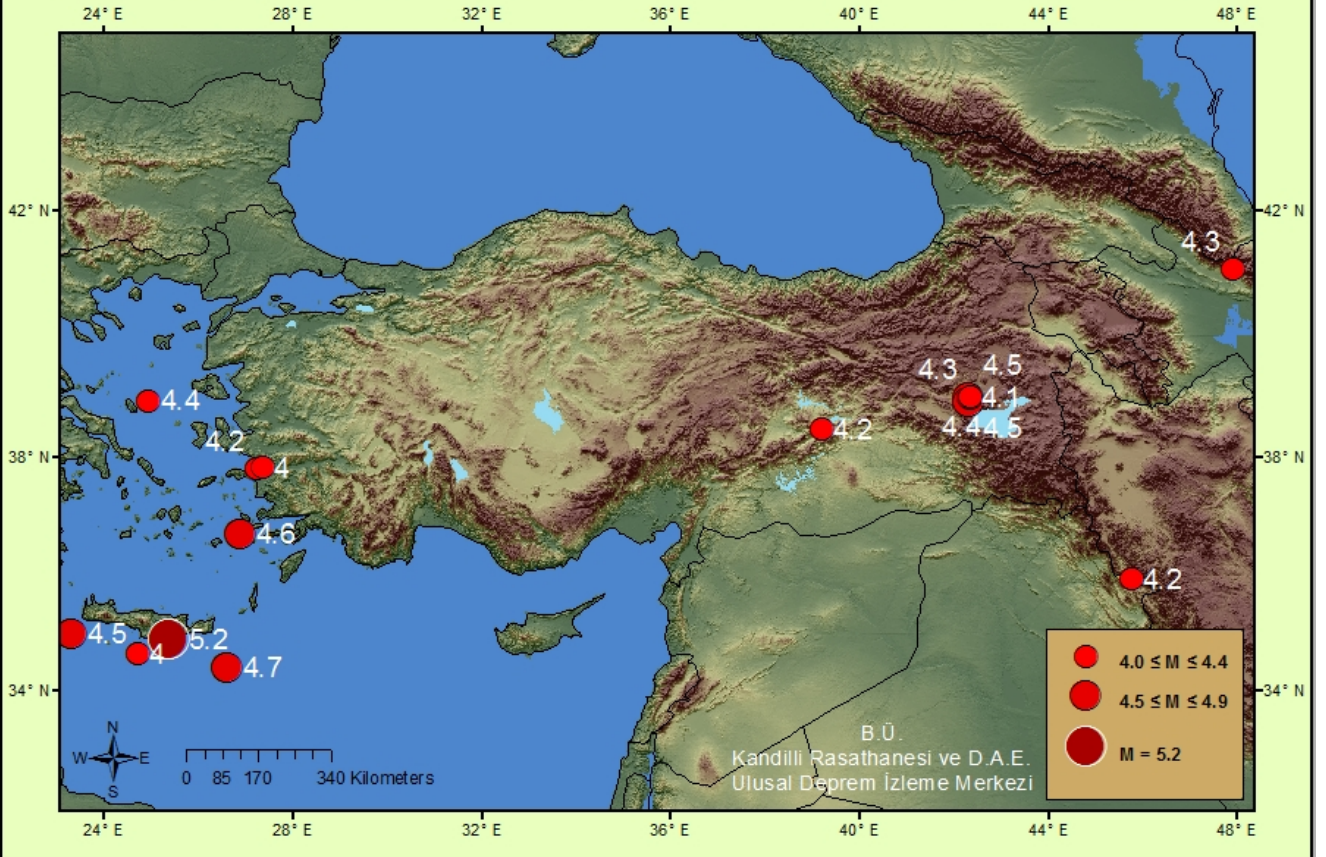 24° E 28° E 32° E 36° E 40° E 44° E 48° E
42° N 42° N
4.3
4.3 4.5
4.4 4.1
4.2 4.2 4.4 4.5
38° N 4 38° N
4.6
4.2
4.5 5.2
4 4.7
4.0 ≤ M ≤ 4.4
34° N 34° N
4.5 ≤ M ≤ 4.9
N
W E
S
0 85 170 340 Kilometers
B.Ü.
Kandilli Rasathanesi ve D.A.E.
Ulusal Deprem İzleme Merkezi
M = 5.2
24° E 28° E 32° E 36° E 40° E 44° E 48° E